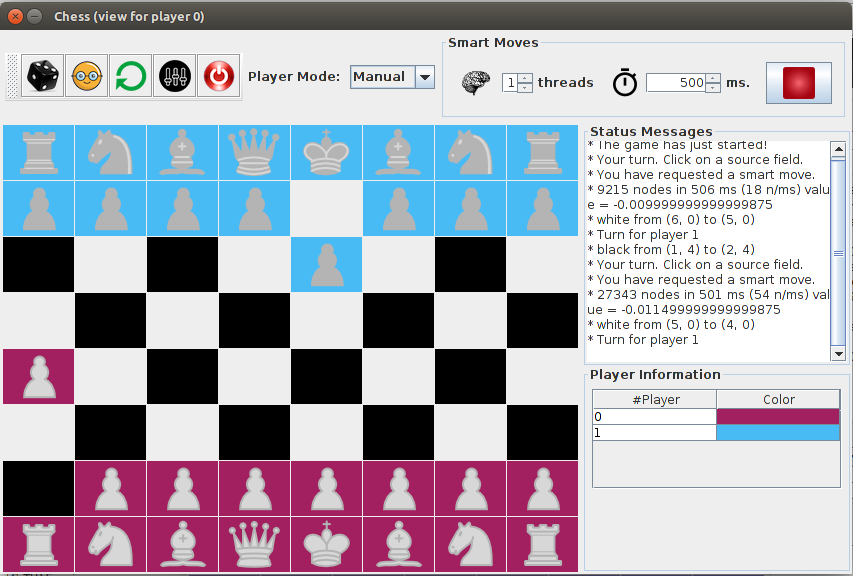 Chess (view for player 0)
Smart Moves
Player Mode: Manual
1 threads
500 ms.
Status Messages
* The game has just started!
* Your turn. Click on a source field.
* You have requested a smart move.
* 9215 nodes in 506 ms (18 n/ms) valu
e = -0.009999999999999875
* white from (6, 0) to (5, 0)
* Turn for player 1
* black from (1, 4) to (2, 4)
* Your turn. Click on a source field.
* You have requested a smart move.
* 27343 nodes in 501 ms (54 n/ms) val
ue = -0.011499999999999875
* white from (5, 0) to (4, 0)
* Turn for player 1
Player Information
#Player Color
0
1